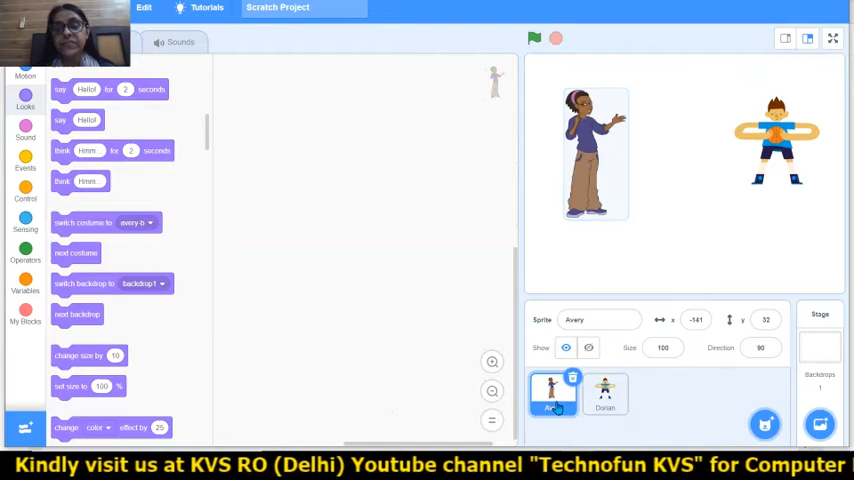 Edit Tutorials Scratch Project
Sounds
Motion
Looks
Sound
Events
Control
Sensing
Operators
Variables
My Blocks
say Hello! for 2 seconds
say Hello!
think Hmm... for 2 seconds
think Hmm...
switch costume to avery-b
next costume
switch backdrop to backdrop1
next backdrop
change size by 10
set size to 100 %
change color effect by 25
Sprite Avery x -141 y 32
Show Size 100 Direction 90
Dorian
Stage
Backdrops
1
Kindly visit us at KVS RO (Delhi) Youtube channel "Technofun KVS" for Computer